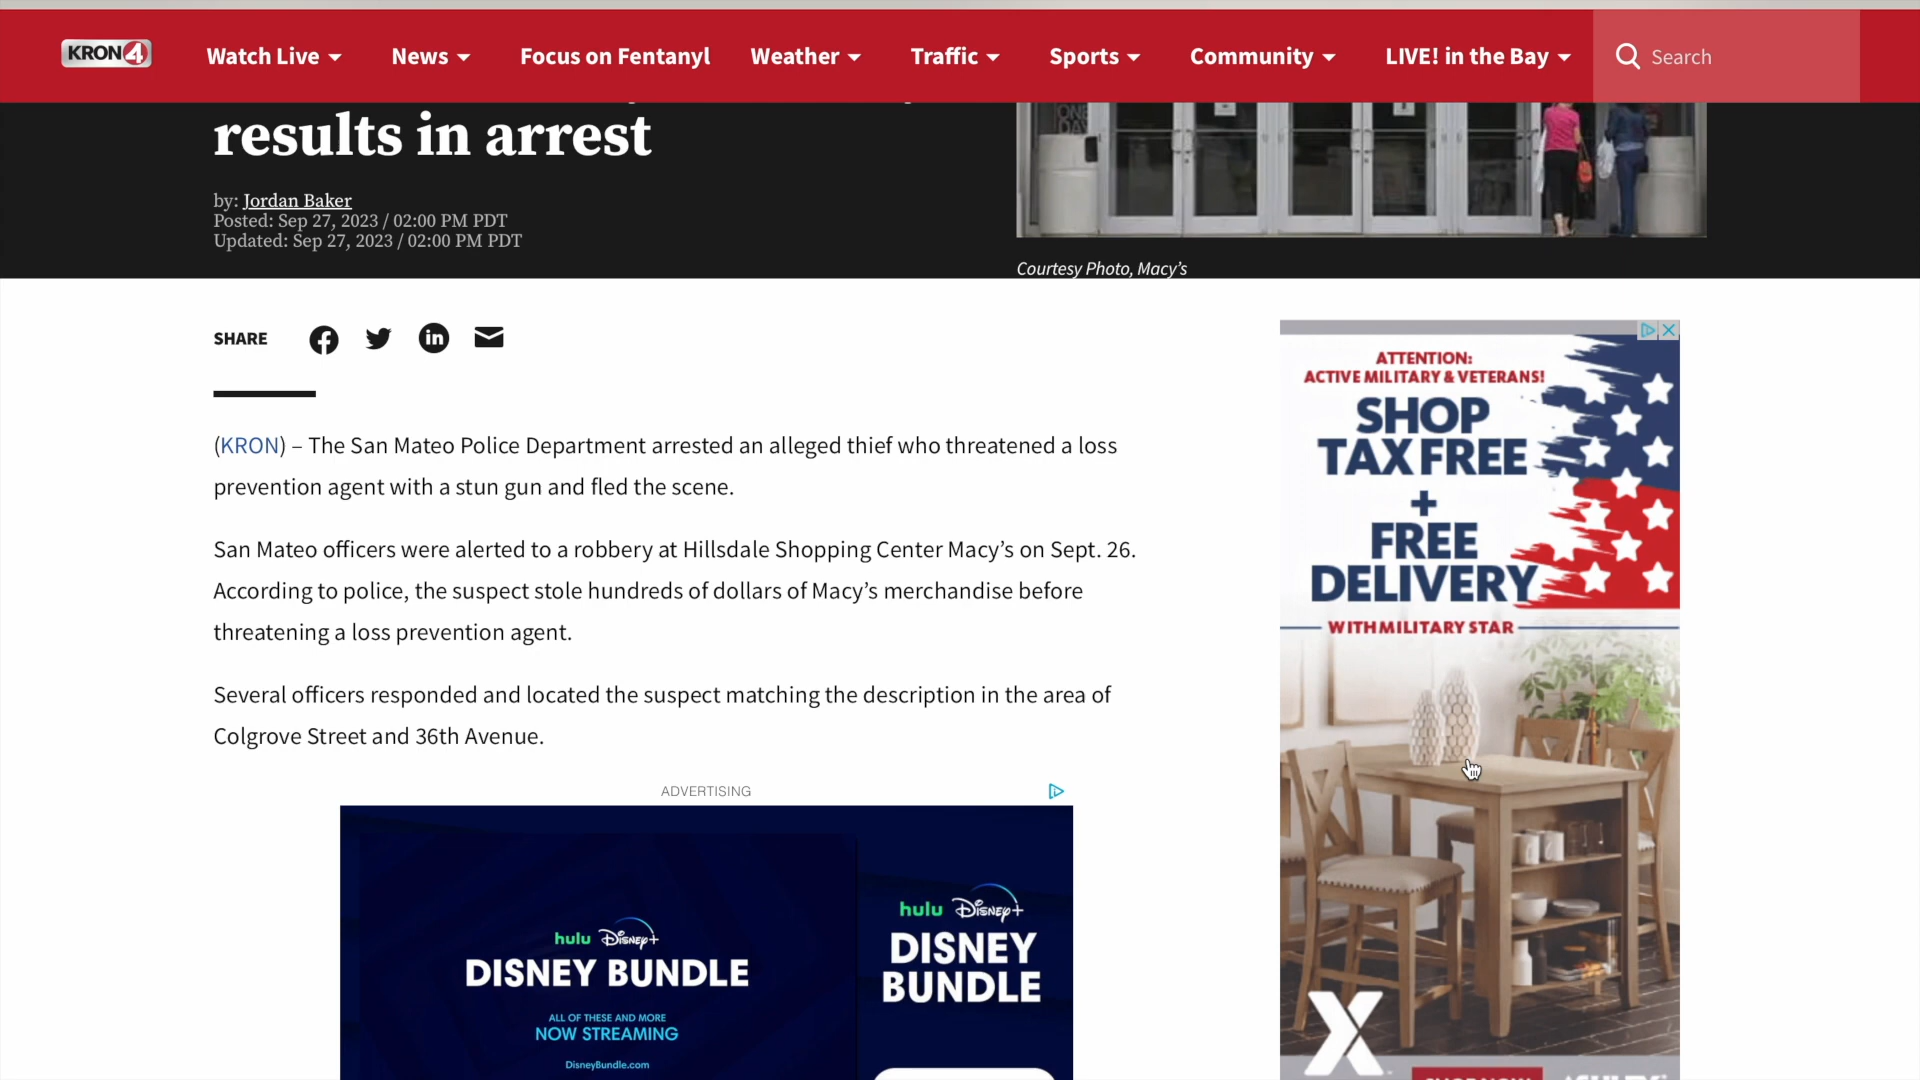 KRON 4
Watch Live
News
Focus on Fentanyl
Weather
Traffic
Sports
Community
LIVE! in the Bay
Search
results in arrest
by: Jordan Baker
Posted: Sep 27, 2023 / 02:00 PM PDT
Updated: Sep 27, 2023 / 02:00 PM PDT
ONE
DAY
Courtesy Photo, Macy’s
SHARE
(KRON) – The San Mateo Police Department arrested an alleged thief who threatened a loss
prevention agent with a stun gun and fled the scene.
San Mateo officers were alerted to a robbery at Hillsdale Shopping Center Macy’s on Sept. 26.
According to police, the suspect stole hundreds of dollars of Macy’s merchandise before
threatening a loss prevention agent.
Several officers responded and located the suspect matching the description in the area of
Colgrove Street and 36th Avenue.
ADVERTISING
hulu Disney+
DISNEY BUNDLE
ALL OF THESE AND MORE
NOW STREAMING
DisneyBundle.com
hulu Disney+
DISNEY
BUNDLE
ATTENTION:
ACTIVE MILITARY & VETERANS!
SHOP
TAX FREE
+
FREE
DELIVERY
WITH MILITARY STAR
X